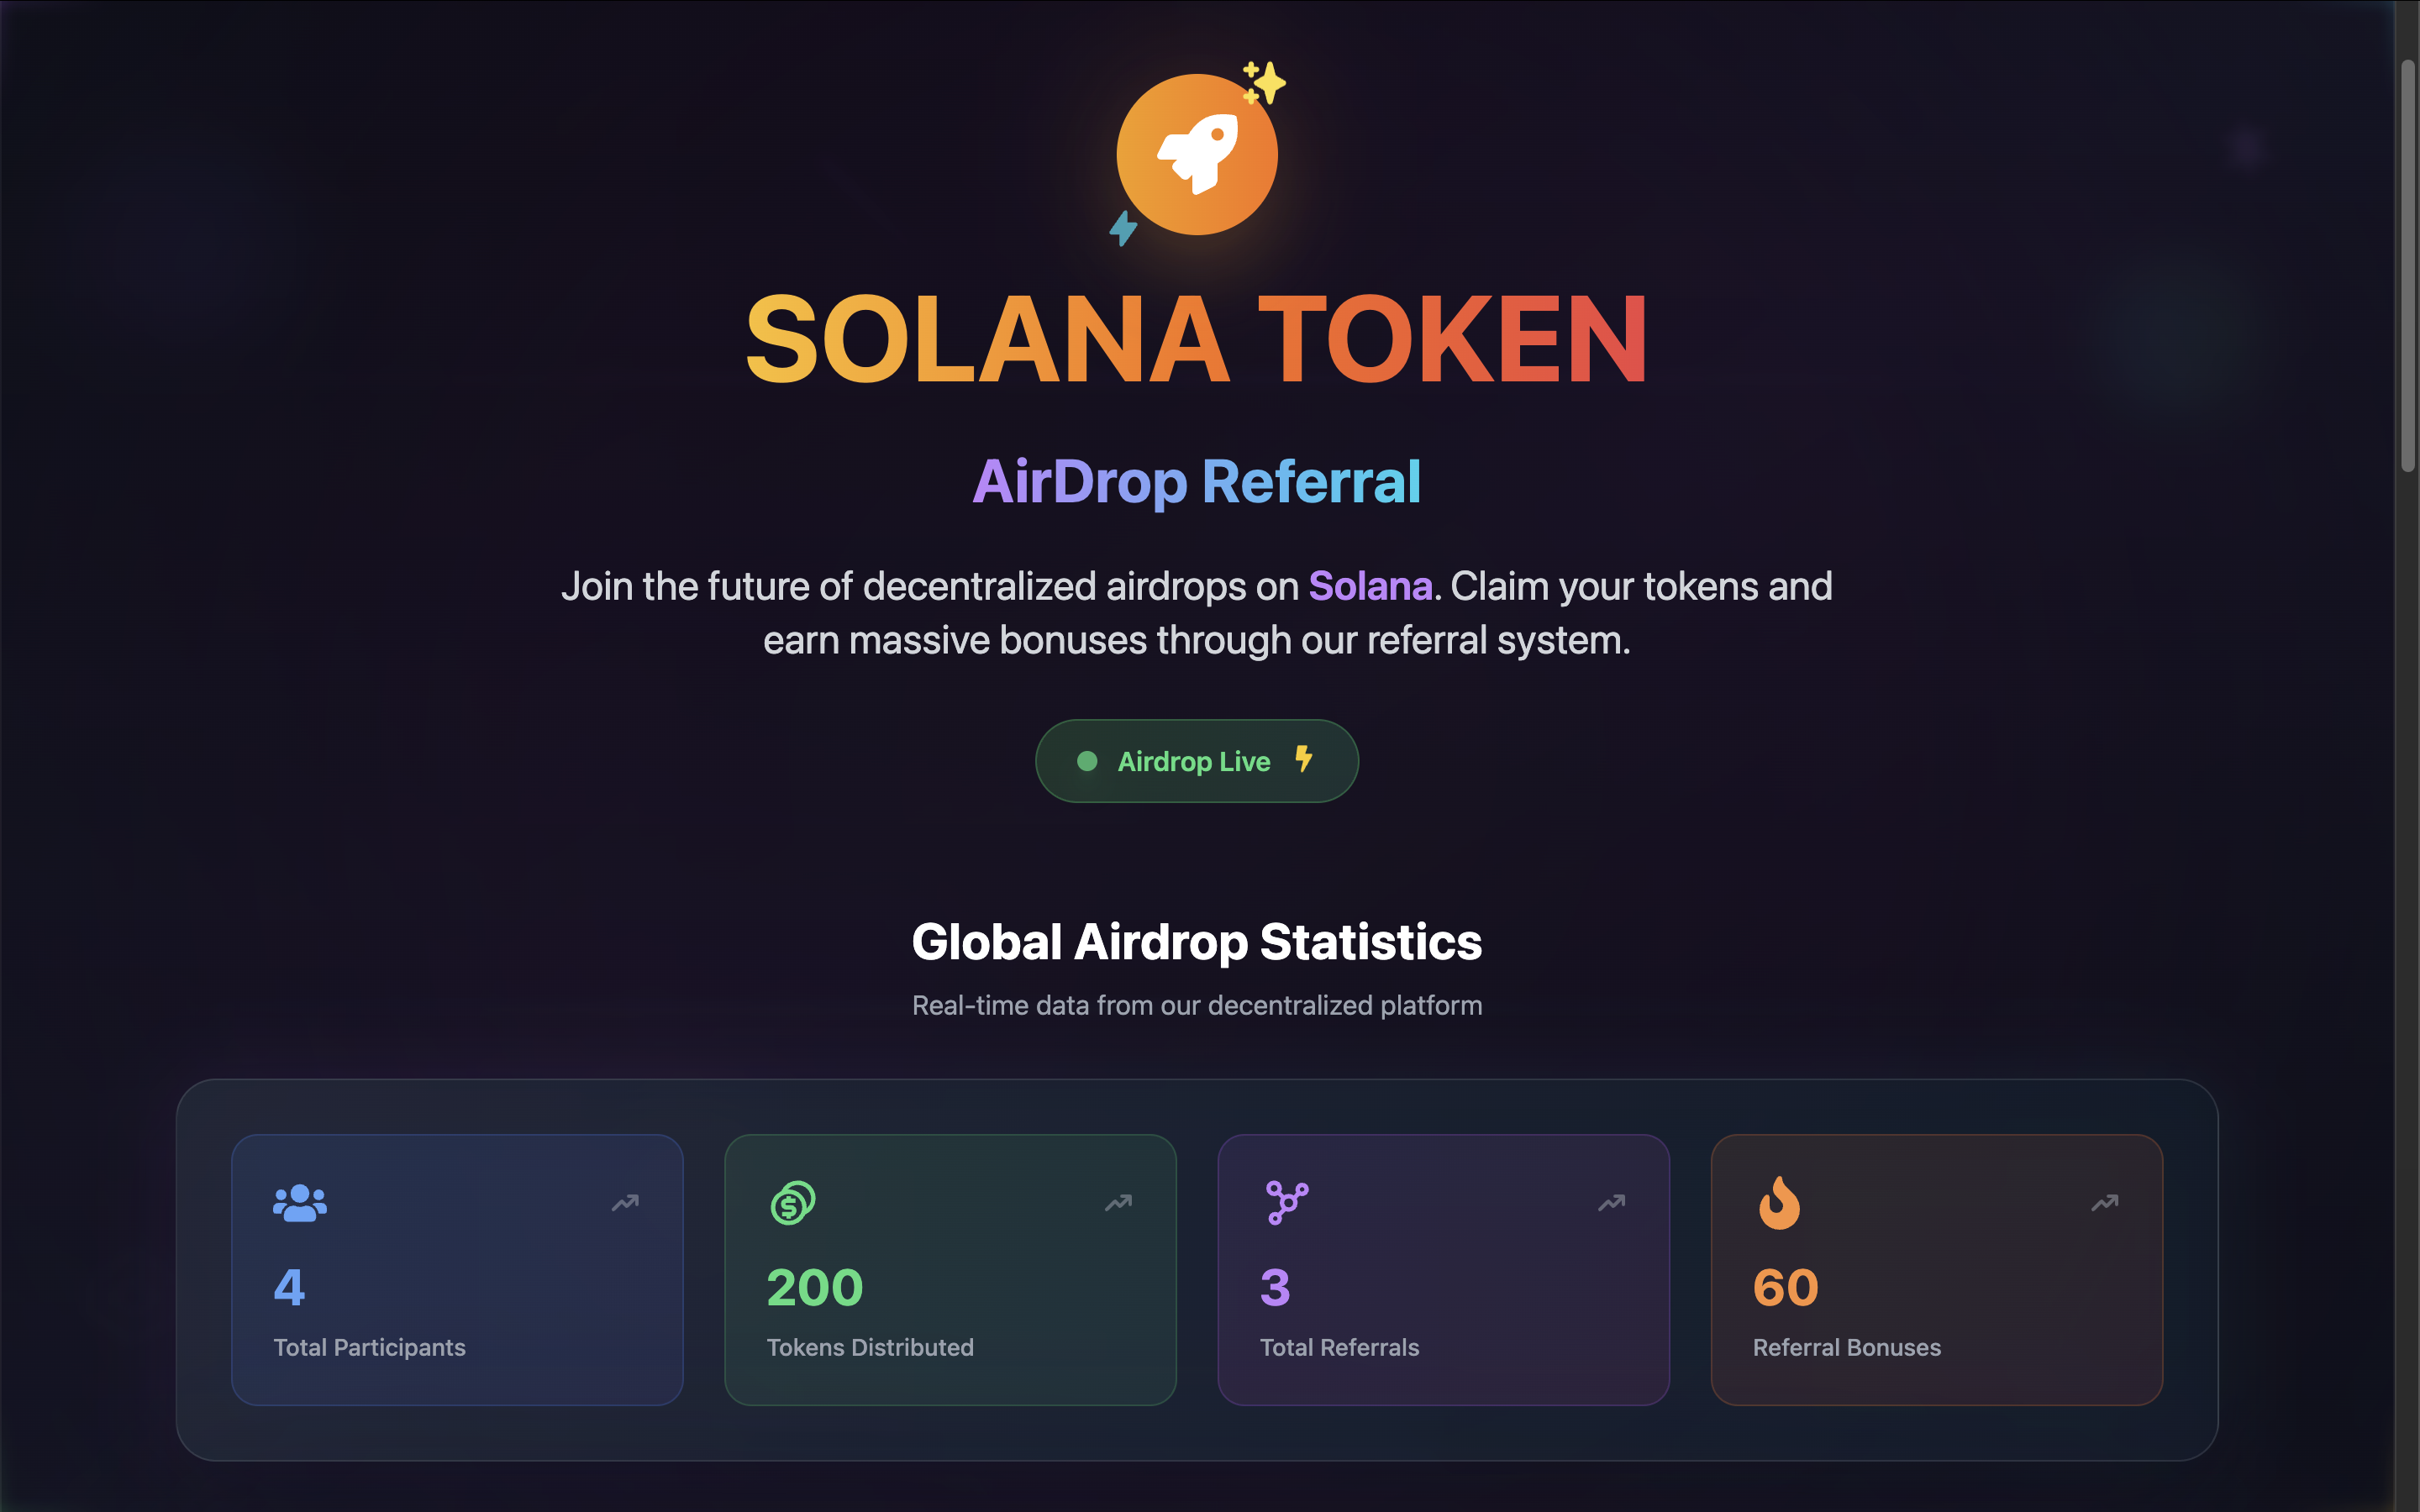 SOLANA TOKEN
AirDrop Referral
Join the future of decentralized airdrops on Solana. Claim your tokens and
earn massive bonuses through our referral system.
Airdrop Live
Global Airdrop Statistics
Real-time data from our decentralized platform
4
Total Participants
200
Tokens Distributed
3
Total Referrals
60
Referral Bonuses